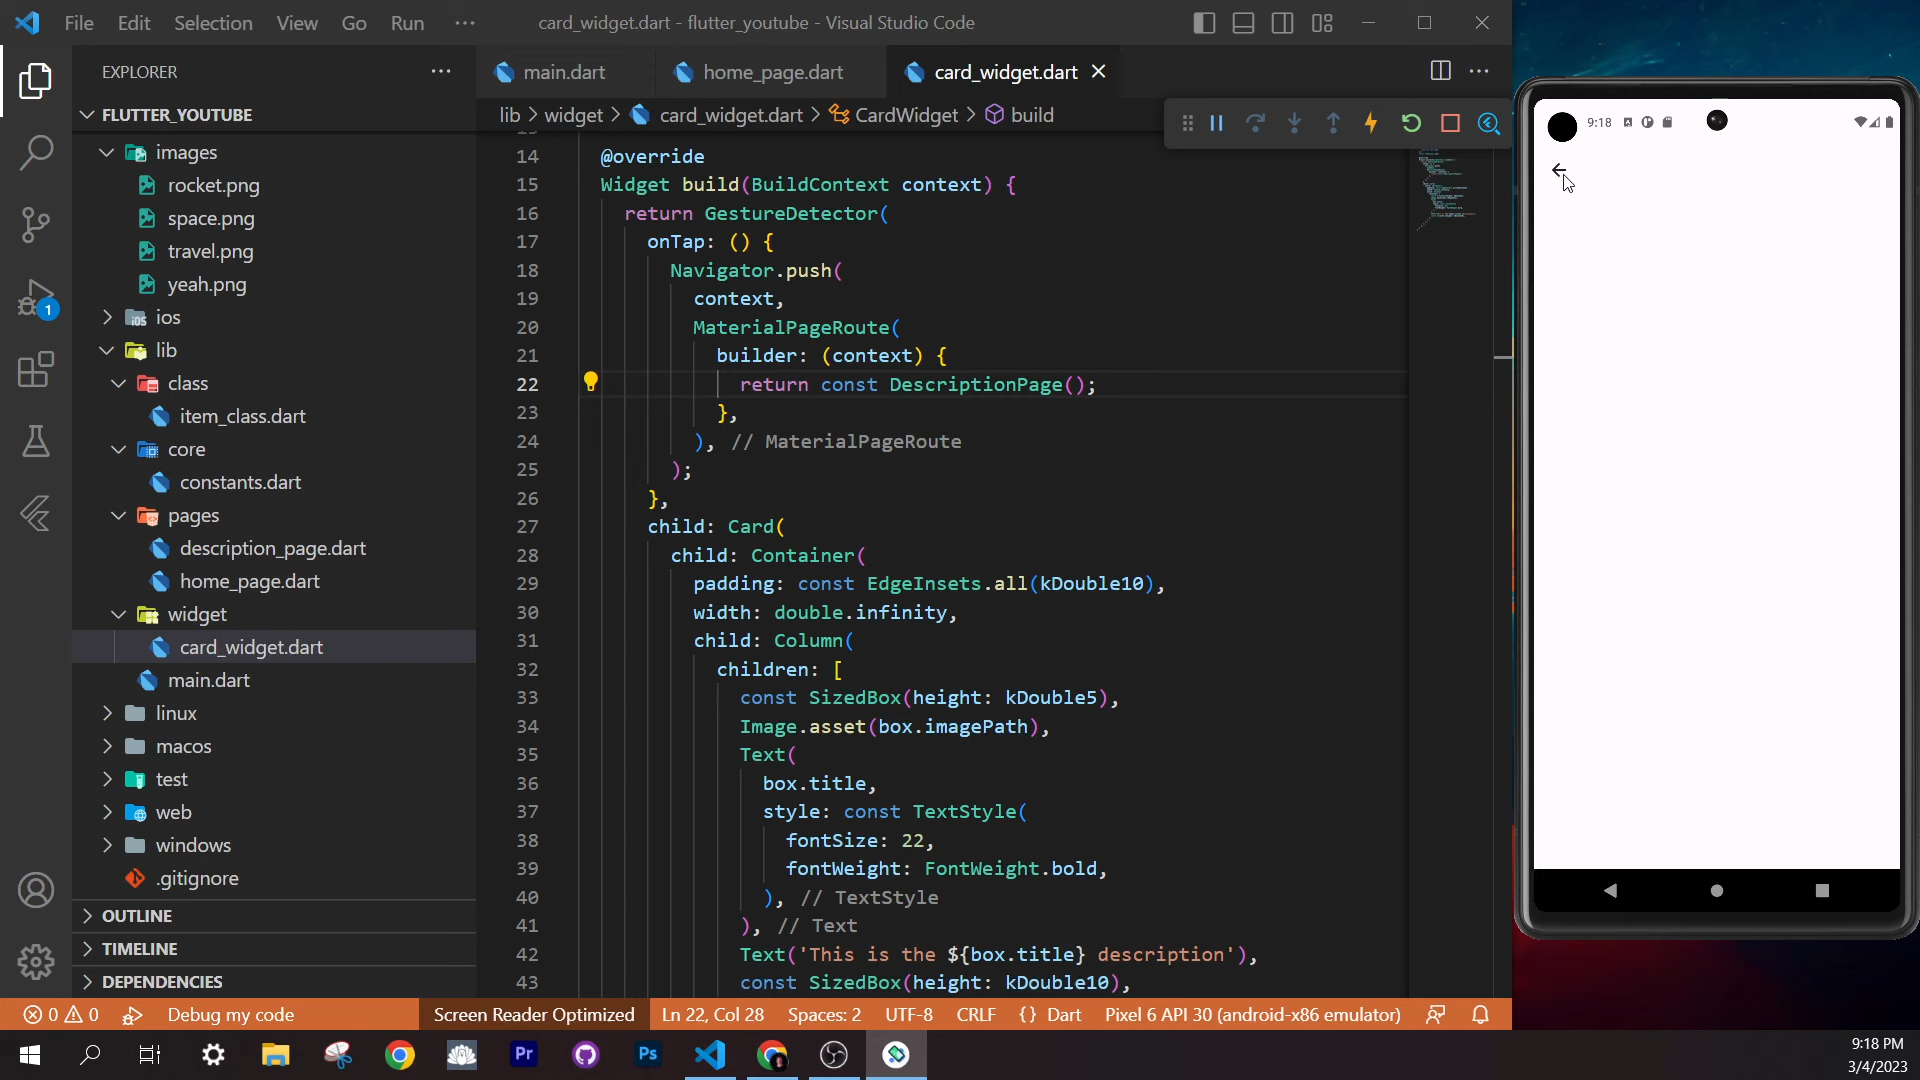 File Edit Selection View Go Run ···
card_widget.dart - flutter_youtube - Visual Studio Code
EXPLORER
FLUTTER_YOUTUBE
images
rocket.png
space.png
travel.png
yeah.png
ios
lib
class
item_class.dart
core
constants.dart
pages
description_page.dart
home_page.dart
widget
card_widget.dart
main.dart
linux
macos
test
web
windows
.gitignore
OUTLINE
TIMELINE
DEPENDENCIES
1
main.dart home_page.dart card_widget.dart
lib > widget > card_widget.dart > CardWidget > build
14 @override
15 Widget build(BuildContext context) {
16 return GestureDetector(
17 onTap: () {
18 Navigator.push(
19 context,
20 MaterialPageRoute(
21 builder: (context) {
22 return const DescriptionPage();
23 },
24 ), // MaterialPageRoute
25 );
26 },
27 child: Card(
28 child: Container(
29 padding: const EdgeInsets.all(kDouble10),
30 width: double.infinity,
31 child: Column(
32 children: [
33 const SizedBox(height: kDouble5),
34 Image.asset(box.imagePath),
35 Text(
36 box.title,
37 style: const TextStyle(
38 fontSize: 22,
39 fontWeight: FontWeight.bold,
40 ), // TextStyle
41 ), // Text
42 Text('This is the ${box.title} description'),
43 const SizedBox(height: kDouble10),
9:18
0 0 Debug my code Screen Reader Optimized Ln 22, Col 28 Spaces: 2 UTF-8 CRLF {} Dart Pixel 6 API 30 (android-x86 emulator)
Pr Ps
9:18 PM
3/4/2023